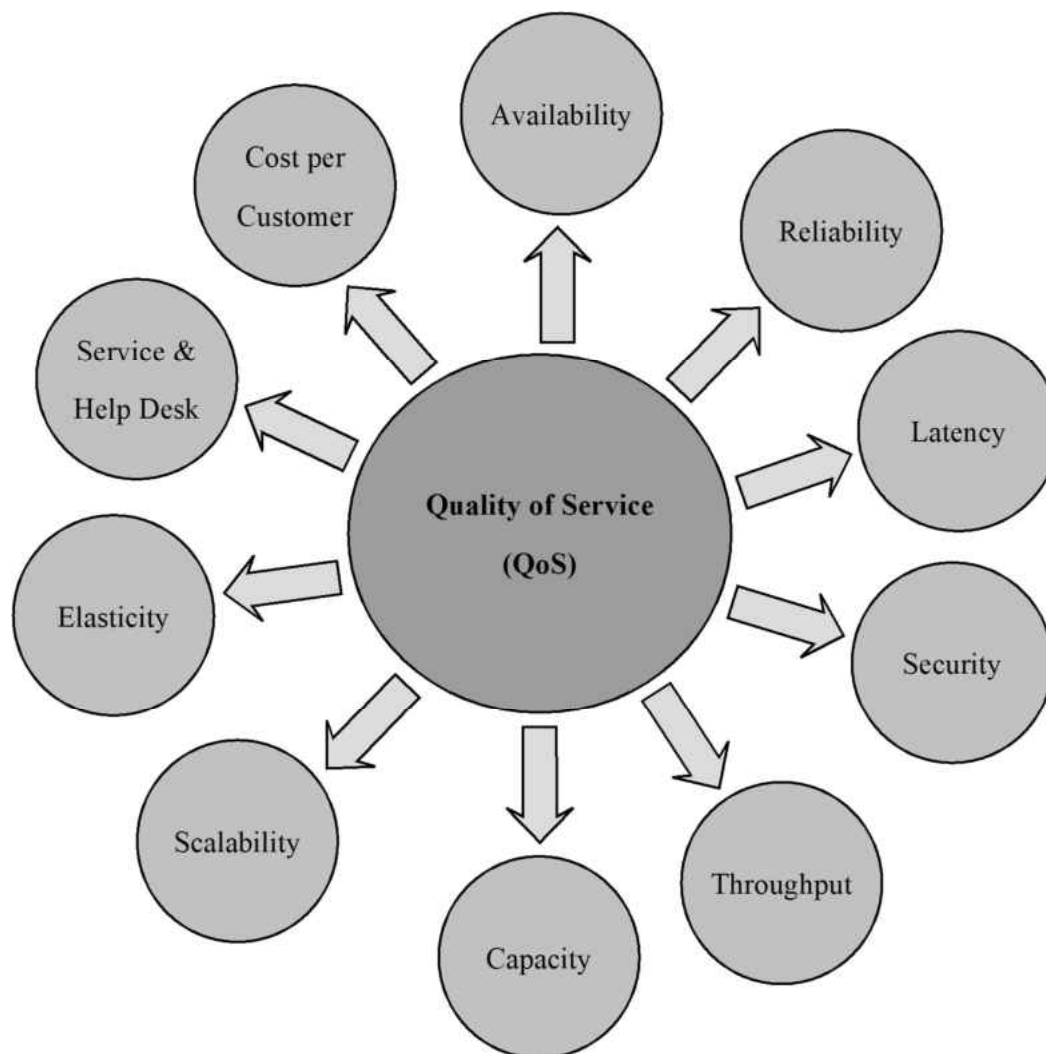 Availability
Cost per
Customer
Reliability
Service &
Help Desk
Latency
Quality of Service
(QoS)
Elasticity
Security
Scalability
Throughput
Capacity